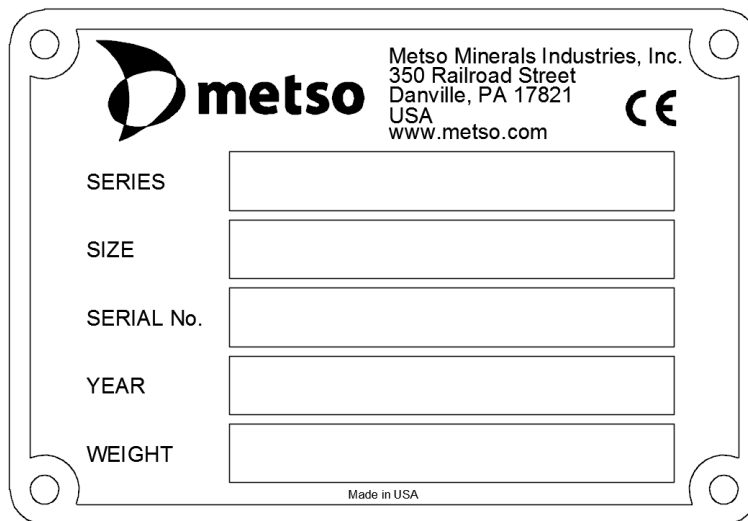 metso
Metso Minerals Industries, Inc.
350 Railroad Street
Danville, PA 17821
USA
www.metso.com
CE
SERIES
SIZE
SERIAL No.
YEAR
WEIGHT
Made in USA